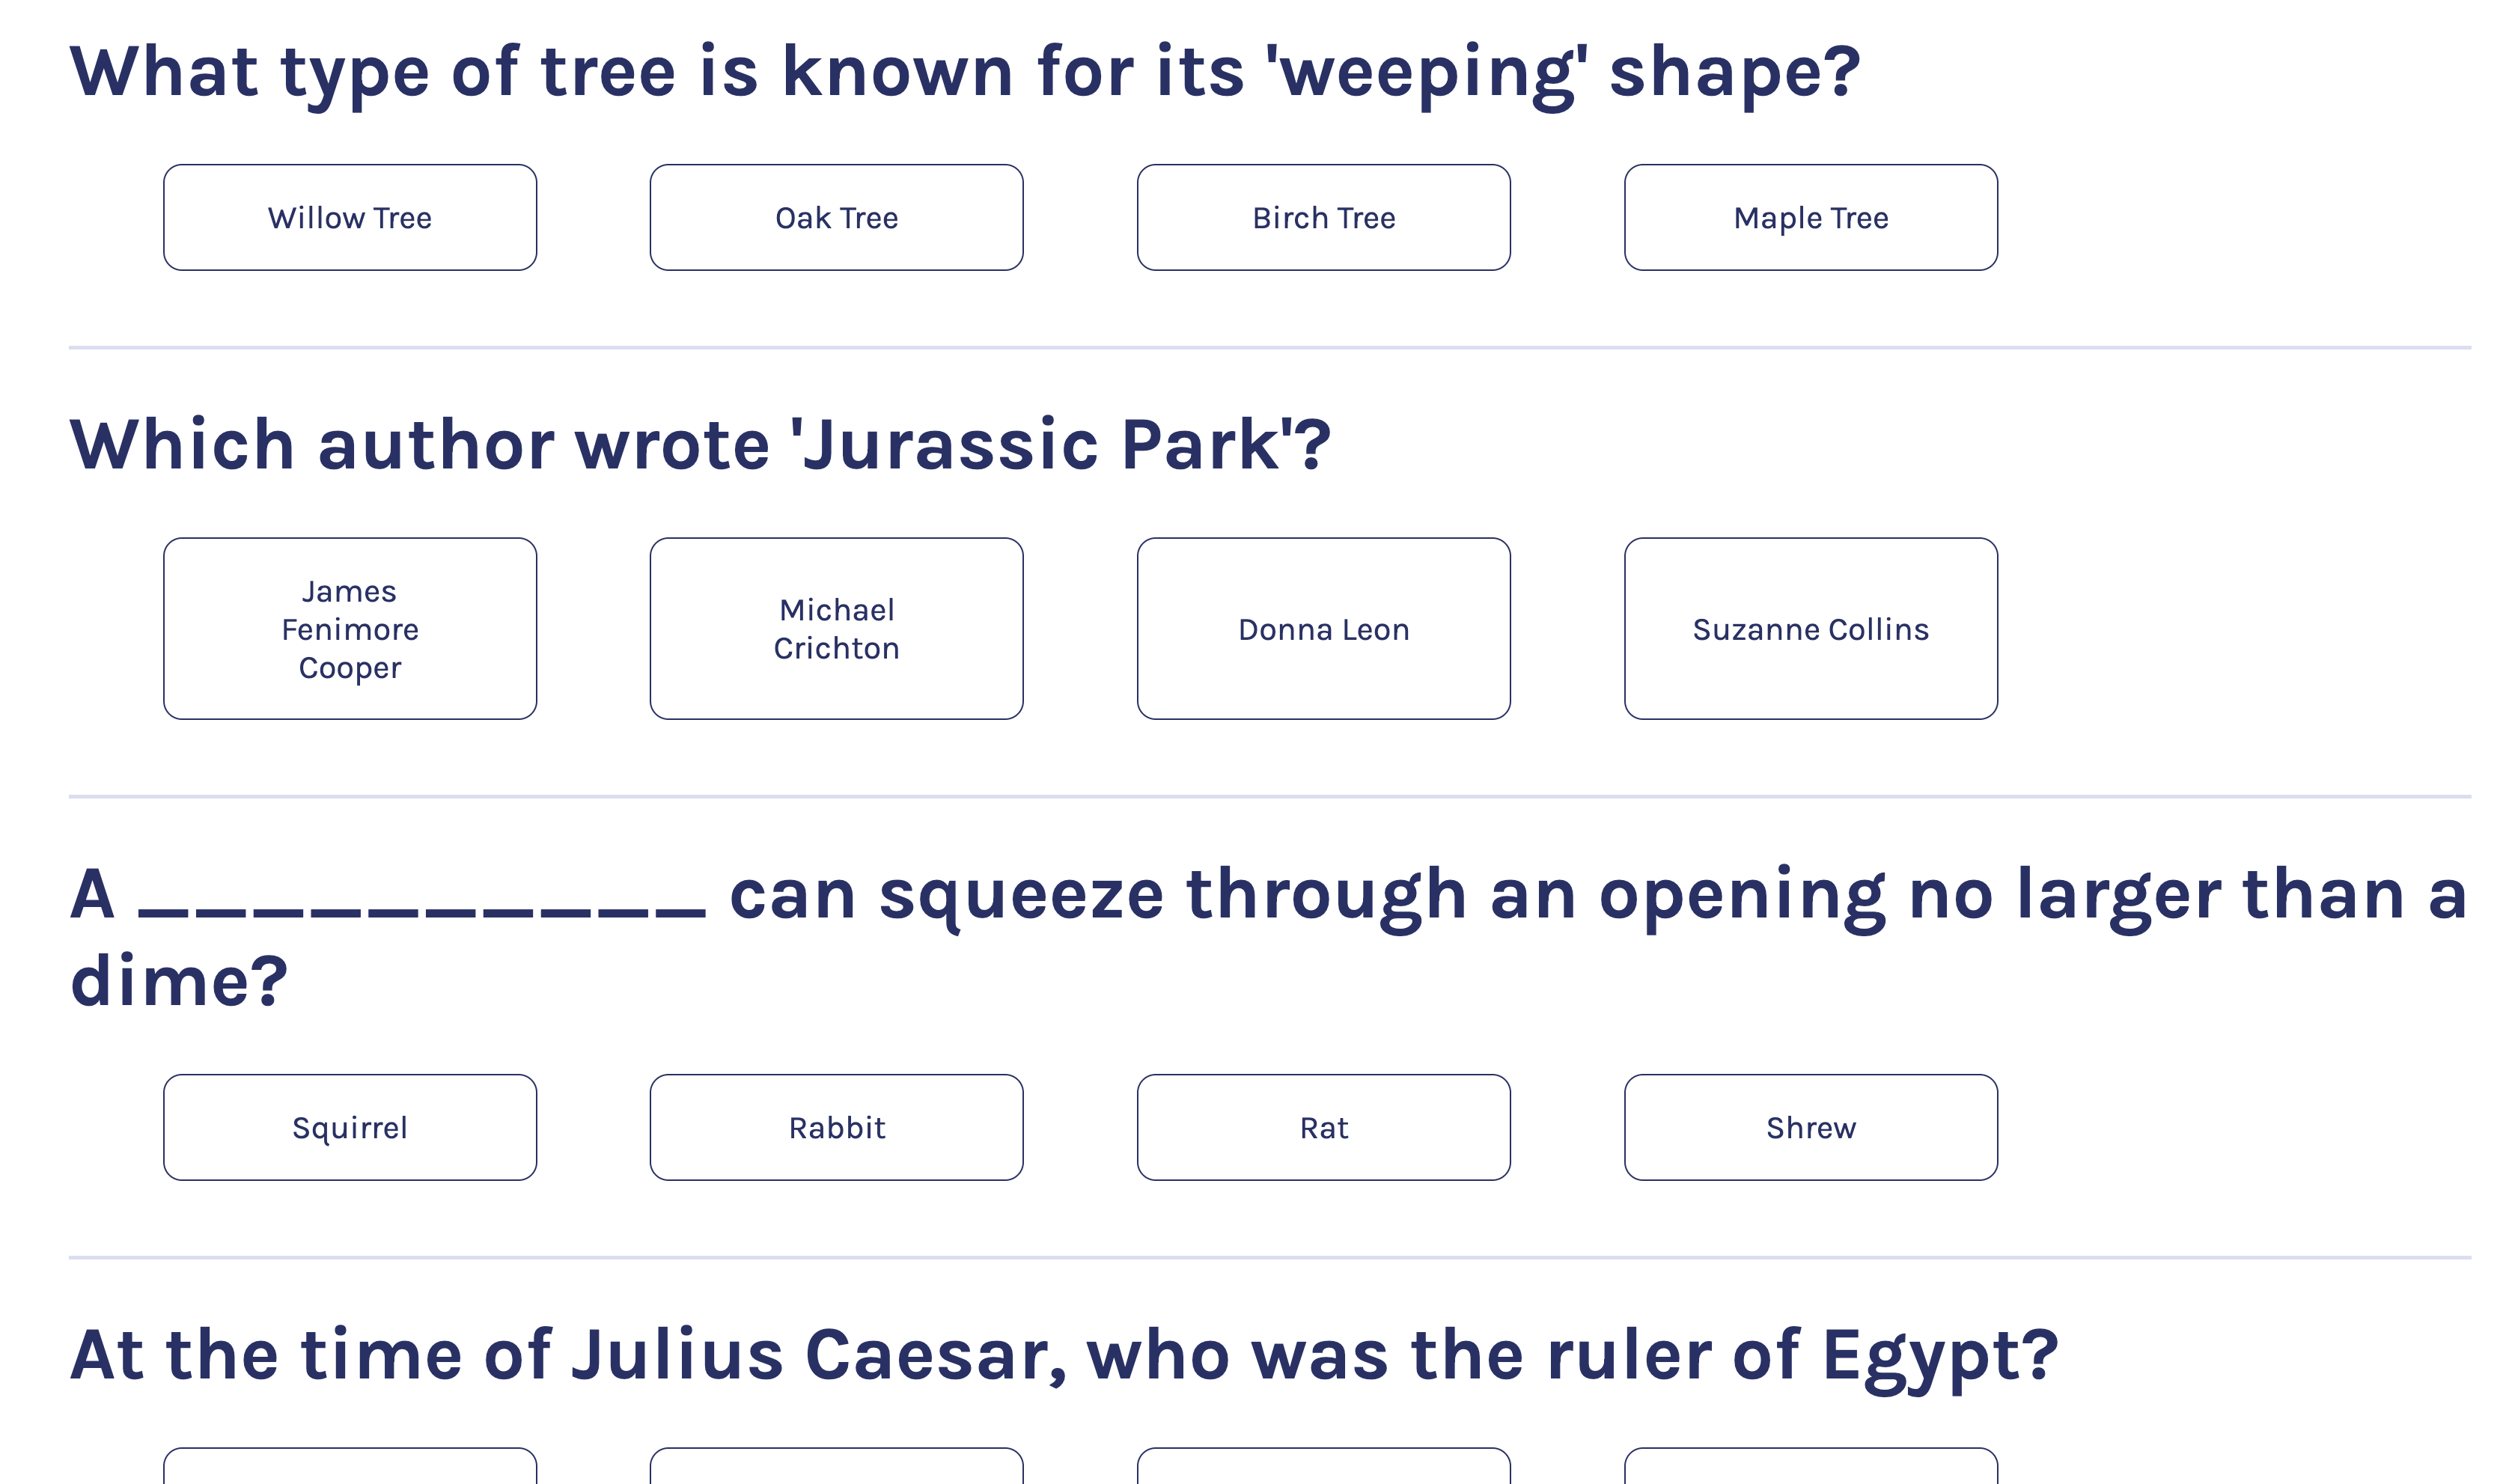 What type of tree is known for its 'weeping' shape?
Willow Tree
Oak Tree
Birch Tree
Maple Tree
Which author wrote 'Jurassic Park'?
James
Fenimore
Cooper
Michael
Crichton
Donna Leon
Suzanne Collins
A __________ can squeeze through an opening no larger than a
dime?
Squirrel
Rabbit
Rat
Shrew
At the time of Julius Caesar, who was the ruler of Egypt?